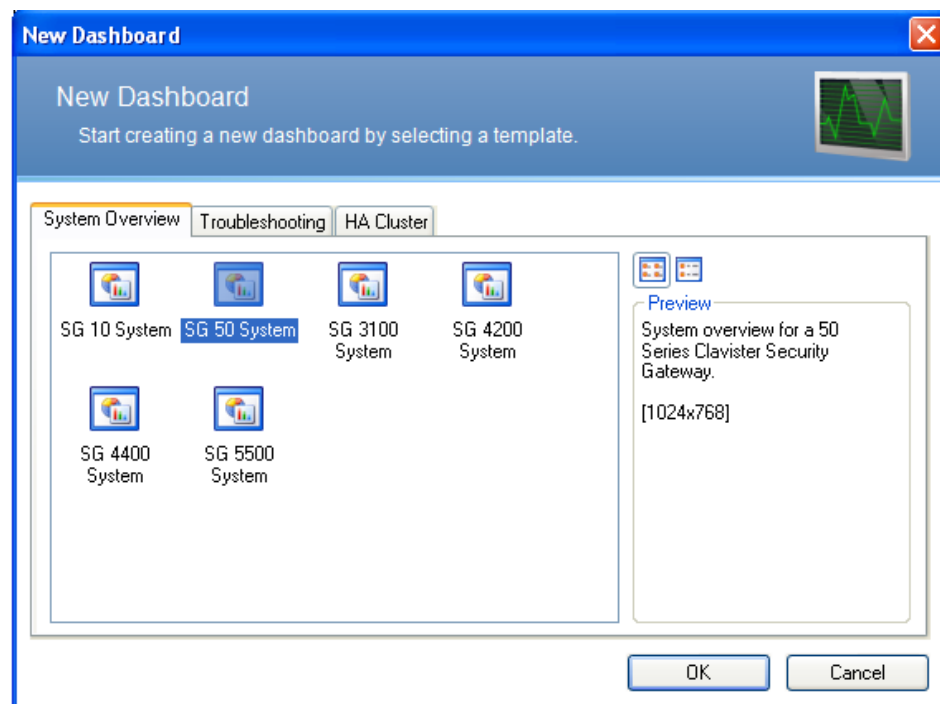 New Dashboard
New Dashboard
Start creating a new dashboard by selecting a template.
System Overview
Troubleshooting
HA Cluster
SG 10 System
SG 50 System
SG 3100
System
SG 4200
System
SG 4400
System
SG 5500
System
Preview
System overview for a 50
Series Clavister Security
Gateway.
[1024x768]
OK
Cancel